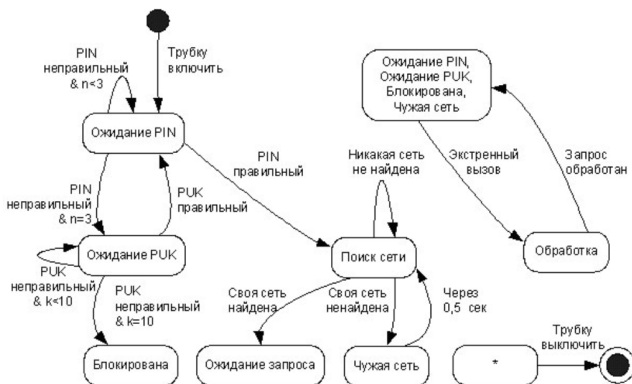 Трубку
включить
PIN
неправильный
& n<3
Ожидание PIN
PIN
правильный
PIN
неправильный
& n=3
PUK
правильный
Ожидание PUK
PUK
неправильный
& k<10
PUK
неправильный
& k=10
Блокирована
Никакая сеть
не найдена
Поиск сети
Своя сеть
найдена
Своя сеть
ненайдена
Через
0,5 сек
Ожидание запроса
Чужая сеть
Ожидание PIN,
Ожидание PUK,
Блокирована,
Чужая сеть
Экстренный
вызов
Запрос
обработан
Обработка
*
Трубку
выключить